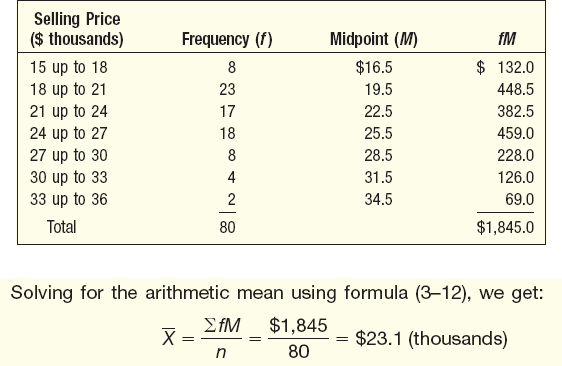 Selling Price
($ thousands) Frequency (f) Midpoint (M) fM
15 up to 18 8 $16.5 $ 132.0
18 up to 21 23 19.5 448.5
21 up to 24 17 22.5 382.5
24 up to 27 18 25.5 459.0
27 up to 30 8 28.5 228.0
30 up to 33 4 31.5 126.0
33 up to 36 2 34.5 69.0
Total 80 $1,845.0
Solving for the arithmetic mean using formula (3–12), we get:
X̄ = ΣfM / n = $1,845 / 80 = $23.1 (thousands)